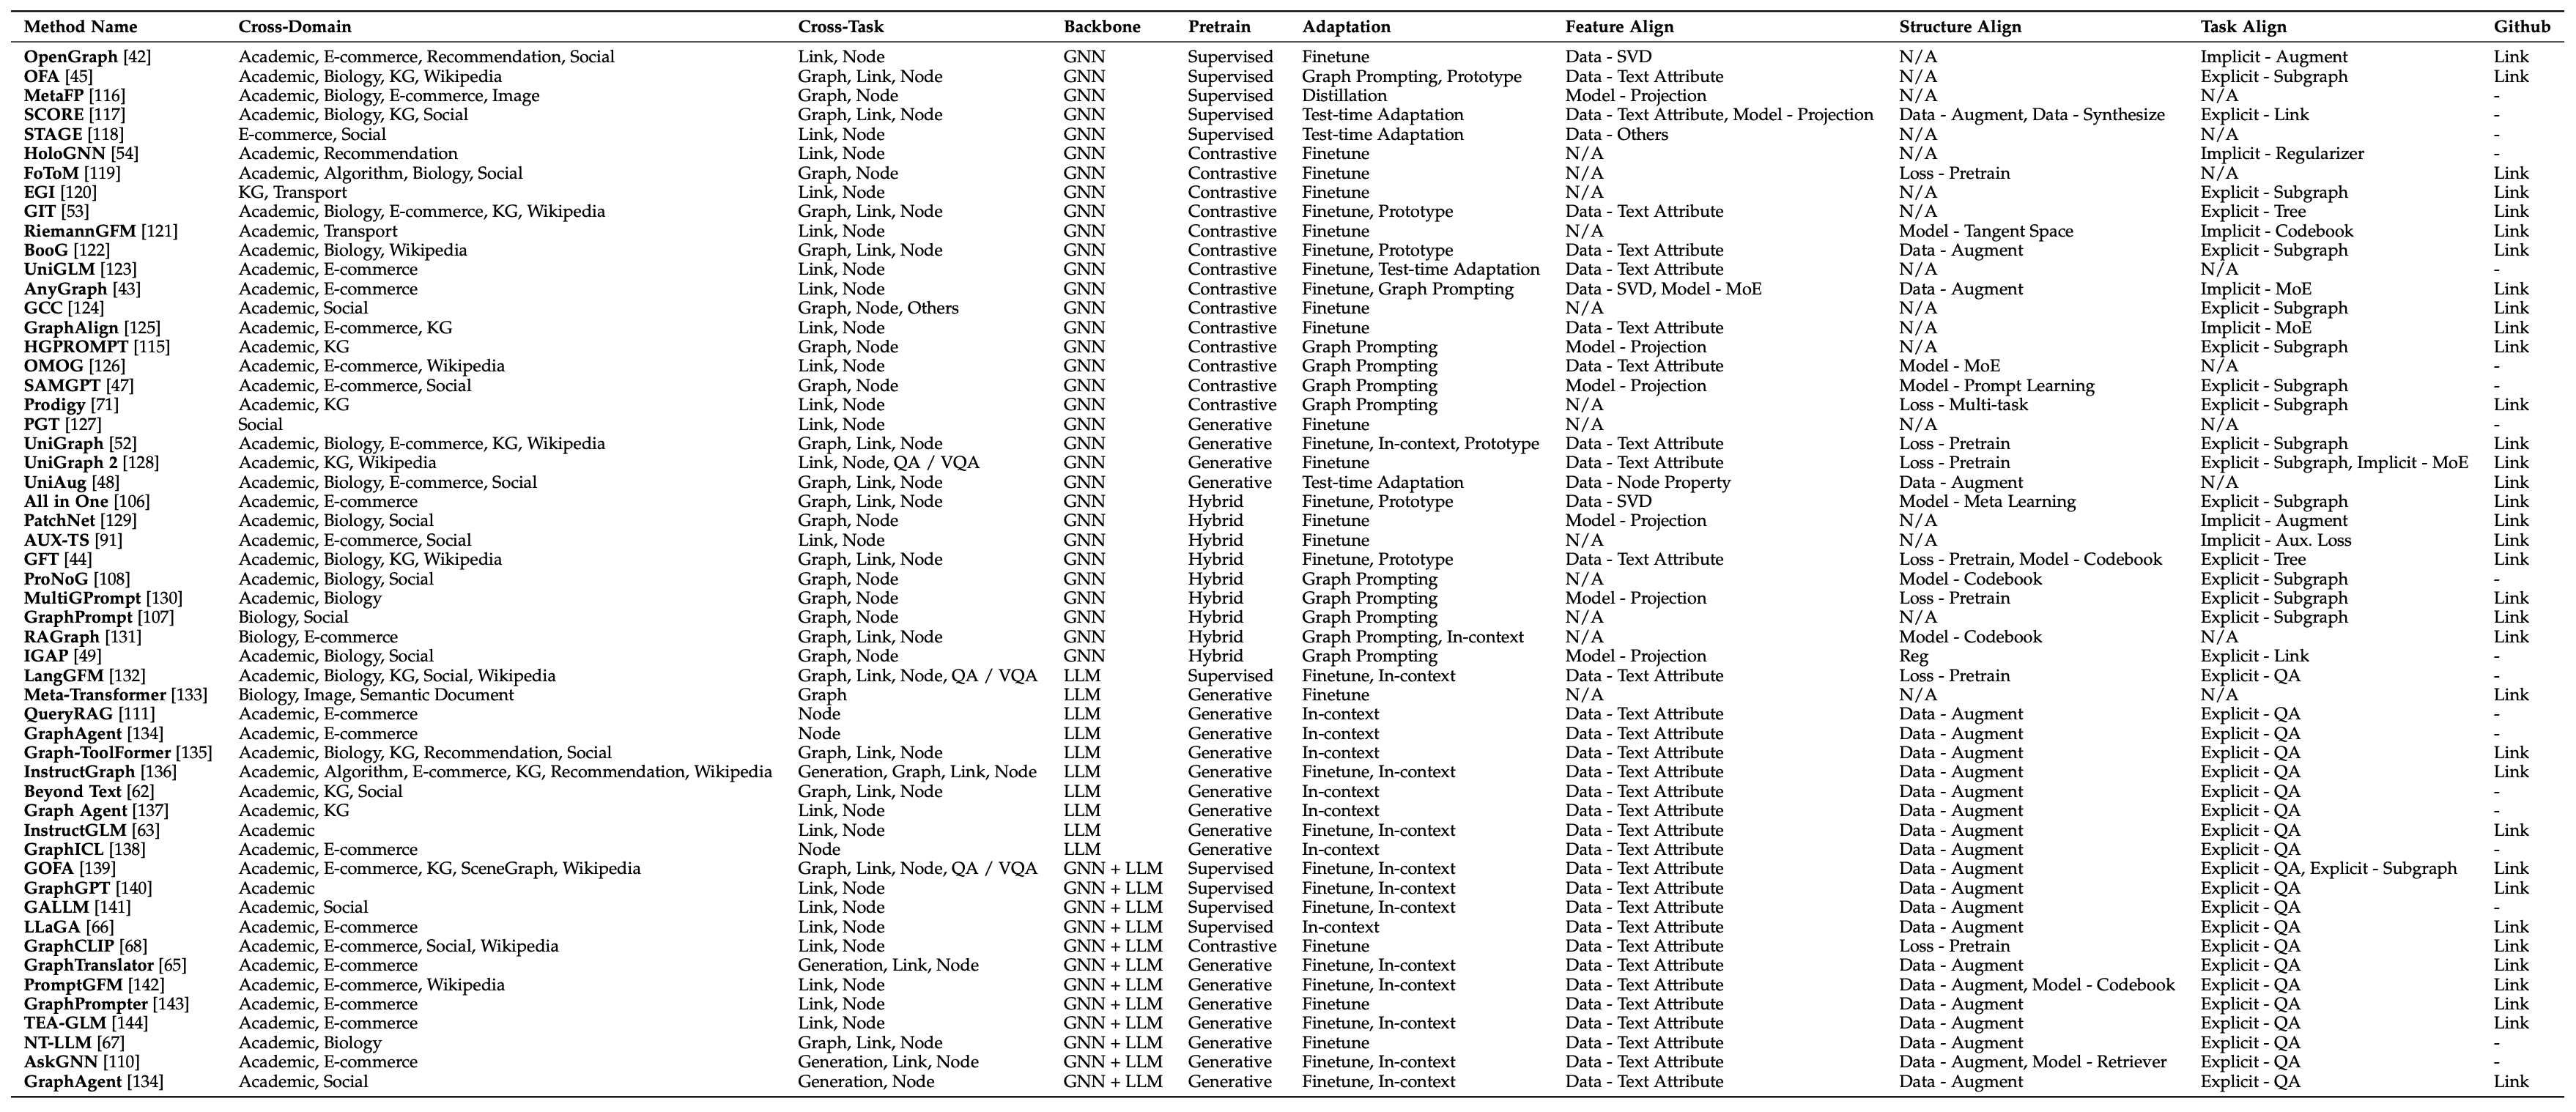 Method Name Cross-Domain Cross-Task Backbone Pretrain Adaptation Feature Align Structure Align Task Align Github
OpenGraph [42] Academic, E-commerce, Recommendation, Social Link, Node GNN Supervised Finetune Data - SVD N/A Implicit - Augment Link
OFA [45] Academic, Biology, KG, Wikipedia Graph, Link, Node GNN Supervised Graph Prompting, Prototype Data - Text Attribute N/A Explicit - Subgraph Link
MetaFP [116] Academic, Biology, E-commerce, Image Graph, Node GNN Supervised Distillation Model - Projection N/A N/A -
SCORE [117] Academic, Biology, KG, Social Graph, Link, Node GNN Supervised Test-time Adaptation Data - Text Attribute, Model - Projection Data - Augment, Data - Synthesize Explicit - Link -
STAGE [118] E-commerce, Social Link, Node GNN Supervised Test-time Adaptation Data - Others N/A N/A -
HoloGNN [54] Academic, Recommendation Link, Node GNN Contrastive Finetune N/A N/A Implicit - Regularizer -
FoToM [119] Academic, Algorithm, Biology, Social Graph, Node GNN Contrastive Finetune N/A Loss - Pretrain N/A Link
EGI [120] KG, Transport Link, Node GNN Contrastive Finetune N/A N/A Explicit - Subgraph Link
GIT [53] Academic, Biology, E-commerce, KG, Wikipedia Graph, Link, Node GNN Contrastive Finetune, Prototype Data - Text Attribute N/A Explicit - Tree Link
RiemannGFM [121] Academic, Transport Link, Node GNN Contrastive Finetune N/A Model - Tangent Space Implicit - Codebook Link
BooG [122] Academic, Biology, Wikipedia Graph, Link, Node GNN Contrastive Finetune, Prototype Data - Text Attribute Data - Augment Explicit - Subgraph Link
UniGLM [123] Academic, E-commerce Link, Node GNN Contrastive Finetune, Test-time Adaptation Data - Text Attribute N/A N/A -
AnyGraph [43] Academic, E-commerce Link, Node GNN Contrastive Finetune, Graph Prompting Data - SVD, Model - MoE Data - Augment Implicit - MoE Link
GCC [124] Academic, Social Graph, Node, Others GNN Contrastive Finetune N/A N/A Explicit - Subgraph Link
GraphAlign [125] Academic, E-commerce, KG Link, Node GNN Contrastive Finetune Data - Text Attribute N/A Implicit - MoE Link
HGPROMPT [115] Academic, KG Graph, Node GNN Contrastive Graph Prompting Model - Projection N/A Explicit - Subgraph Link
OMOG [126] Academic, E-commerce, Wikipedia Link, Node GNN Contrastive Graph Prompting Data - Text Attribute Model - MoE N/A -
SAMGPT [47] Academic, E-commerce, Social Graph, Node GNN Contrastive Graph Prompting Model - Projection Model - Prompt Learning Explicit - Subgraph -
Prodigy [71] Academic, KG Link, Node GNN Contrastive Graph Prompting N/A Loss - Multi-task Explicit - Subgraph Link
PGT [127] Social Link, Node GNN Generative Finetune N/A N/A N/A -
UniGraph [52] Academic, Biology, E-commerce, KG, Wikipedia Graph, Link, Node GNN Generative Finetune, In-context, Prototype Data - Text Attribute Loss - Pretrain Explicit - Subgraph Link
UniGraph 2 [128] Academic, KG, Wikipedia Link, Node, QA / VQA GNN Generative Finetune Data - Text Attribute Loss - Pretrain Explicit - Subgraph, Implicit - MoE Link
UniAug [48] Academic, Biology, E-commerce, Social Graph, Link, Node GNN Generative Test-time Adaptation Data - Node Property Data - Augment N/A Link
All in One [106] Academic, E-commerce Graph, Link, Node GNN Hybrid Finetune, Prototype Data - SVD Model - Meta Learning Explicit - Subgraph Link
PatchNet [129] Academic, Biology, Social Graph, Node GNN Hybrid Finetune Model - Projection N/A Implicit - Augment Link
AUX-TS [91] Academic, E-commerce, Social Link, Node GNN Hybrid Finetune N/A N/A Implicit - Aux. Loss Link
GFT [44] Academic, Biology, KG, Wikipedia Graph, Link, Node GNN Hybrid Finetune, Prototype Data - Text Attribute Loss - Pretrain, Model - Codebook Explicit - Tree Link
ProNoG [108] Academic, Biology, Social Graph, Node GNN Hybrid Graph Prompting N/A Model - Codebook Explicit - Subgraph -
MultiGPrompt [130] Academic, Biology Graph, Node GNN Hybrid Graph Prompting Model - Projection Loss - Pretrain Explicit - Subgraph Link
GraphPrompt [107] Biology, Social Graph, Node GNN Hybrid Graph Prompting N/A N/A Explicit - Subgraph Link
RAGraph [131] Biology, E-commerce Graph, Link, Node GNN Hybrid Graph Prompting, In-context N/A Model - Codebook N/A Link
IGAP [49] Academic, Biology, Social Graph, Node GNN Hybrid Graph Prompting Model - Projection Reg Explicit - Link -
LangGFM [132] Academic, Biology, KG, Social, Wikipedia Graph, Link, Node, QA / VQA LLM Supervised Finetune, In-context Data - Text Attribute Loss - Pretrain Explicit - QA -
Meta-Transformer [133] Biology, Image, Semantic Document Graph LLM Generative Finetune N/A N/A N/A Link
QueryRAG [111] Academic, E-commerce Node LLM Generative In-context Data - Text Attribute Data - Augment Explicit - QA -
GraphAgent [134] Academic, E-commerce Node LLM Generative In-context Data - Text Attribute Data - Augment Explicit - QA -
Graph-ToolFormer [135] Academic, Biology, KG, Recommendation, Social Graph, Link, Node LLM Generative In-context Data - Text Attribute Data - Augment Explicit - QA Link
InstructGraph [136] Academic, Algorithm, E-commerce, KG, Recommendation, Wikipedia Generation, Graph, Link, Node LLM Generative Finetune, In-context Data - Text Attribute Data - Augment Explicit - QA Link
Beyond Text [62] Academic, KG, Social Graph, Link, Node LLM Generative In-context Data - Text Attribute Data - Augment Explicit - QA -
Graph Agent [137] Academic, KG Link, Node LLM Generative In-context Data - Text Attribute Data - Augment Explicit - QA -
InstructGLM [63] Academic Link, Node LLM Generative Finetune, In-context Data - Text Attribute Data - Augment Explicit - QA Link
GraphICL [138] Academic, E-commerce Node LLM Generative In-context Data - Text Attribute Data - Augment Explicit - QA -
GOFA [139] Academic, E-commerce, KG, SceneGraph, Wikipedia Graph, Link, Node, QA / VQA GNN + LLM Supervised Finetune, In-context Data - Text Attribute Data - Augment Explicit - QA, Explicit - Subgraph Link
GraphGPT [140] Academic Link, Node GNN + LLM Supervised Finetune, In-context Data - Text Attribute Data - Augment Explicit - QA Link
GALLM [141] Academic, Social Link, Node GNN + LLM Supervised Finetune, In-context Data - Text Attribute Data - Augment Explicit - QA -
LLaGA [66] Academic, E-commerce Link, Node GNN + LLM Supervised In-context Data - Text Attribute Data - Augment Explicit - QA Link
GraphCLIP [68] Academic, E-commerce, Social, Wikipedia Link, Node GNN + LLM Contrastive Finetune Data - Text Attribute Loss - Pretrain Explicit - QA Link
GraphTranslator [65] Academic, E-commerce Generation, Link, Node GNN + LLM Generative Finetune, In-context Data - Text Attribute Data - Augment Explicit - QA Link
PromptGFM [142] Academic, E-commerce, Wikipedia Link, Node GNN + LLM Generative Finetune, In-context Data - Text Attribute Data - Augment, Model - Codebook Explicit - QA Link
GraphPrompter [143] Academic, E-commerce Link, Node GNN + LLM Generative Finetune Data - Text Attribute Data - Augment Explicit - QA Link
TEA-GLM [144] Academic, E-commerce Link, Node GNN + LLM Generative Finetune, In-context Data - Text Attribute Data - Augment Explicit - QA Link
NT-LLM [67] Academic, Biology Graph, Link, Node GNN + LLM Generative Finetune Data - Text Attribute Data - Augment Explicit - QA -
AskGNN [110] Academic, E-commerce Generation, Link, Node GNN + LLM Generative Finetune, In-context Data - Text Attribute Data - Augment, Model - Retriever Explicit - QA -
GraphAgent [134] Academic, Social Generation, Node GNN + LLM Generative Finetune, In-context Data - Text Attribute Data - Augment Explicit - QA Link